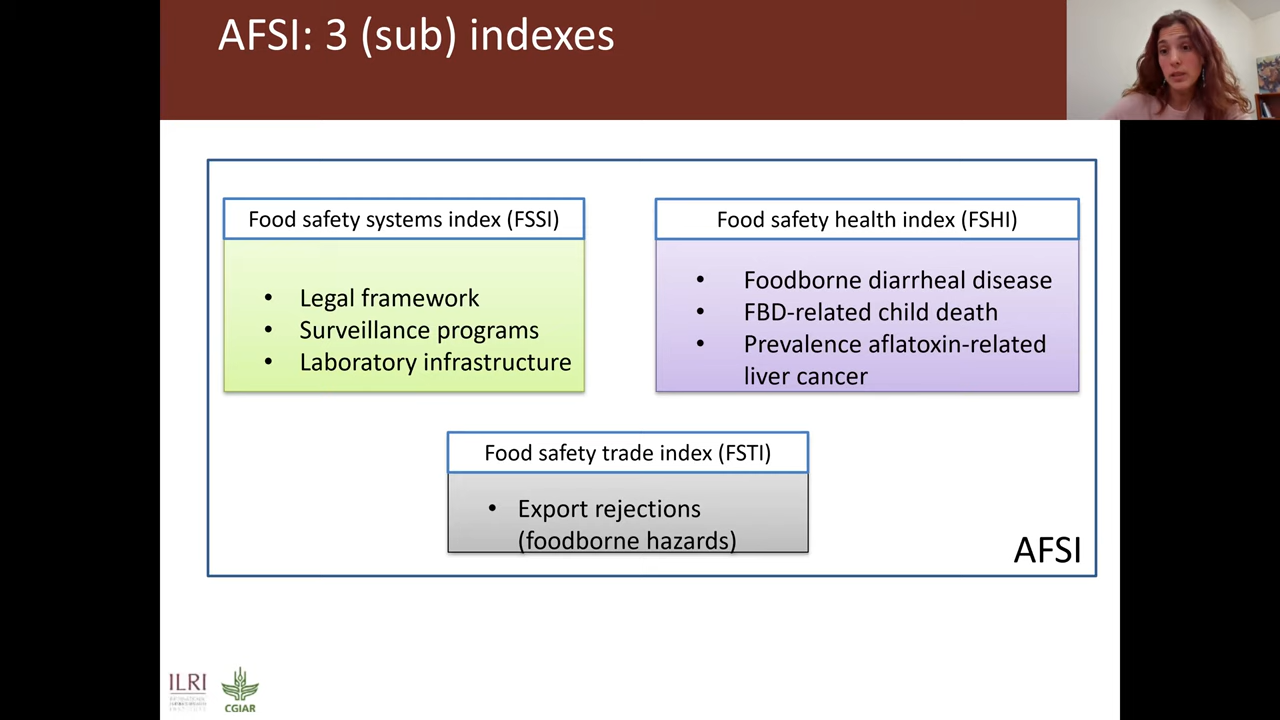 AFSI: 3 (sub) indexes
Food safety systems index (FSSI)
• Legal framework
• Surveillance programs
• Laboratory infrastructure
Food safety health index (FSHI)
• Foodborne diarrheal disease
• FBD-related child death
• Prevalence aflatoxin-related
liver cancer
Food safety trade index (FSTI)
• Export rejections
(foodborne hazards)
AFSI
ILRI
CGIAR